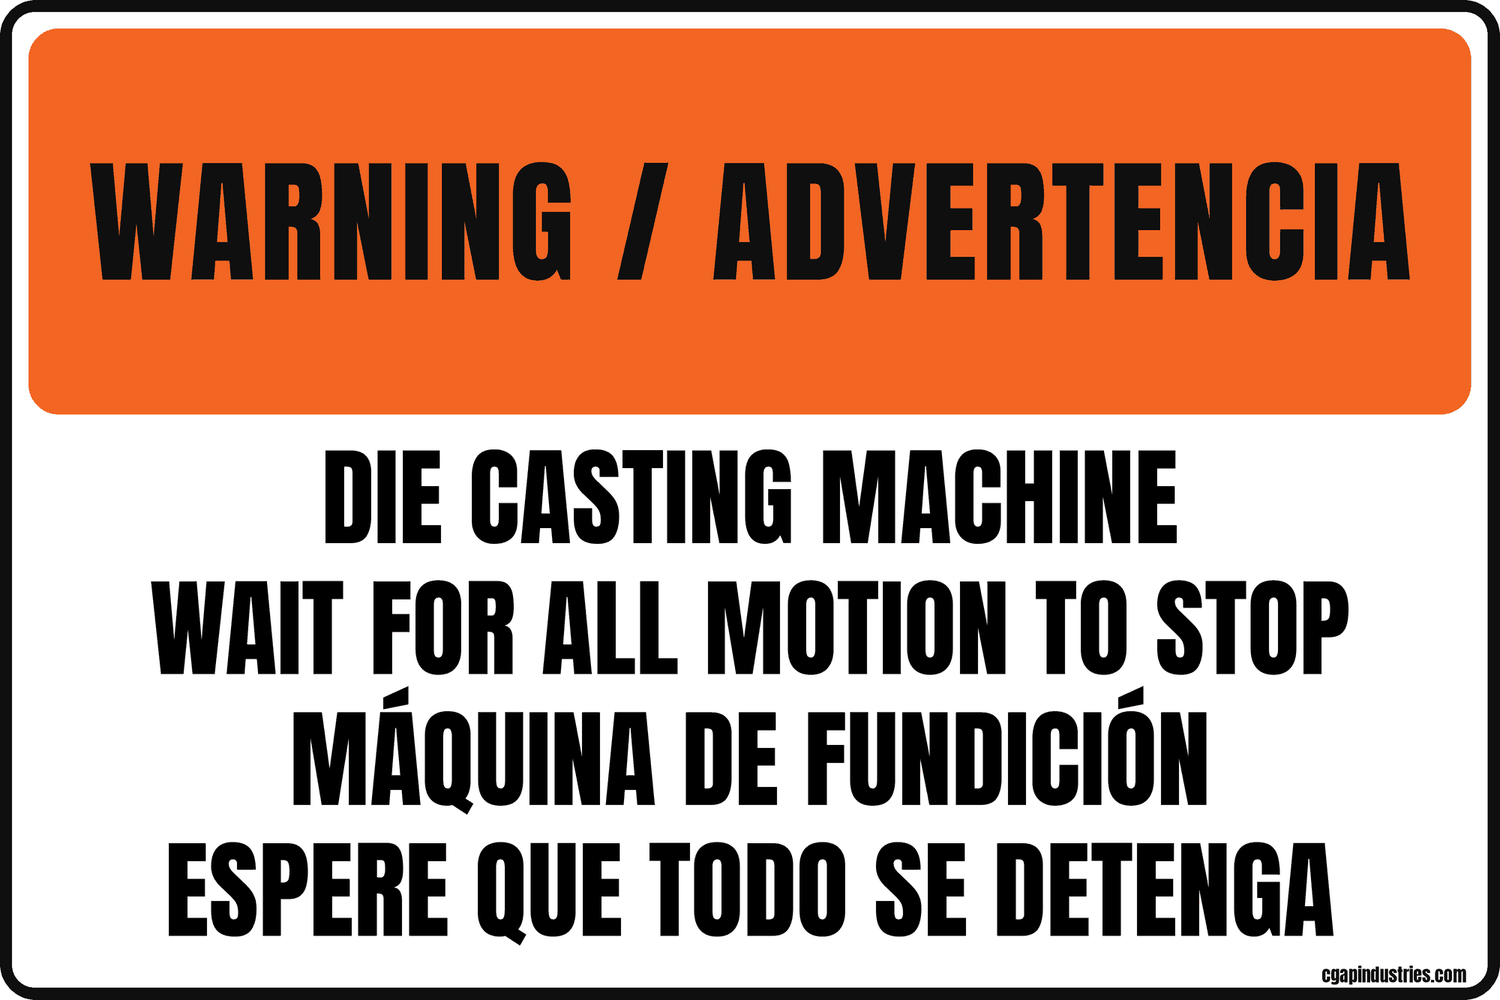 WARNING / ADVERTENCIA
DIE CASTING MACHINE
WAIT FOR ALL MOTION TO STOP
MÁQUINA DE FUNDICIÓN
ESPERE QUE TODO SE DETENGA
cgapindustries.com